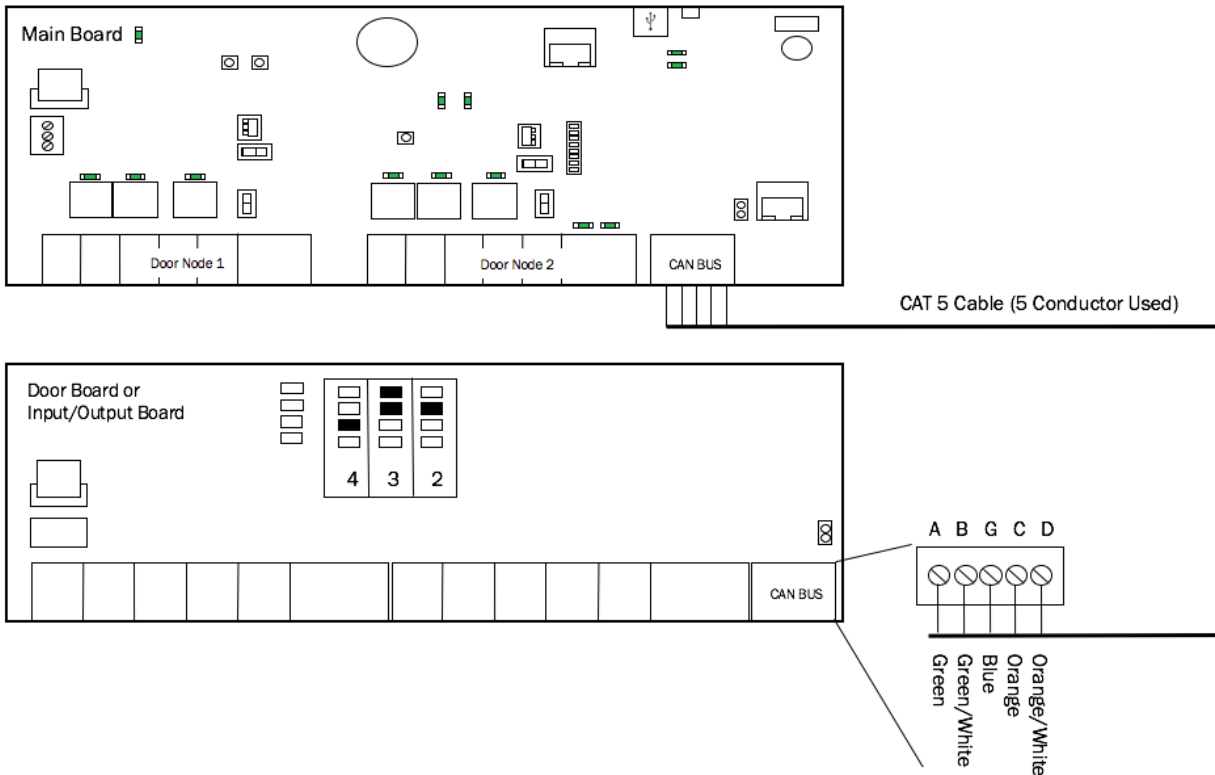 Main Board
Door Node 1
Door Node 2
CAN BUS
CAT 5 Cable (5 Conductor Used)
Door Board or
Input/Output Board
4 3 2
CAN BUS
A B G C D
Green
Green/White
Blue
Orange
Orange/White